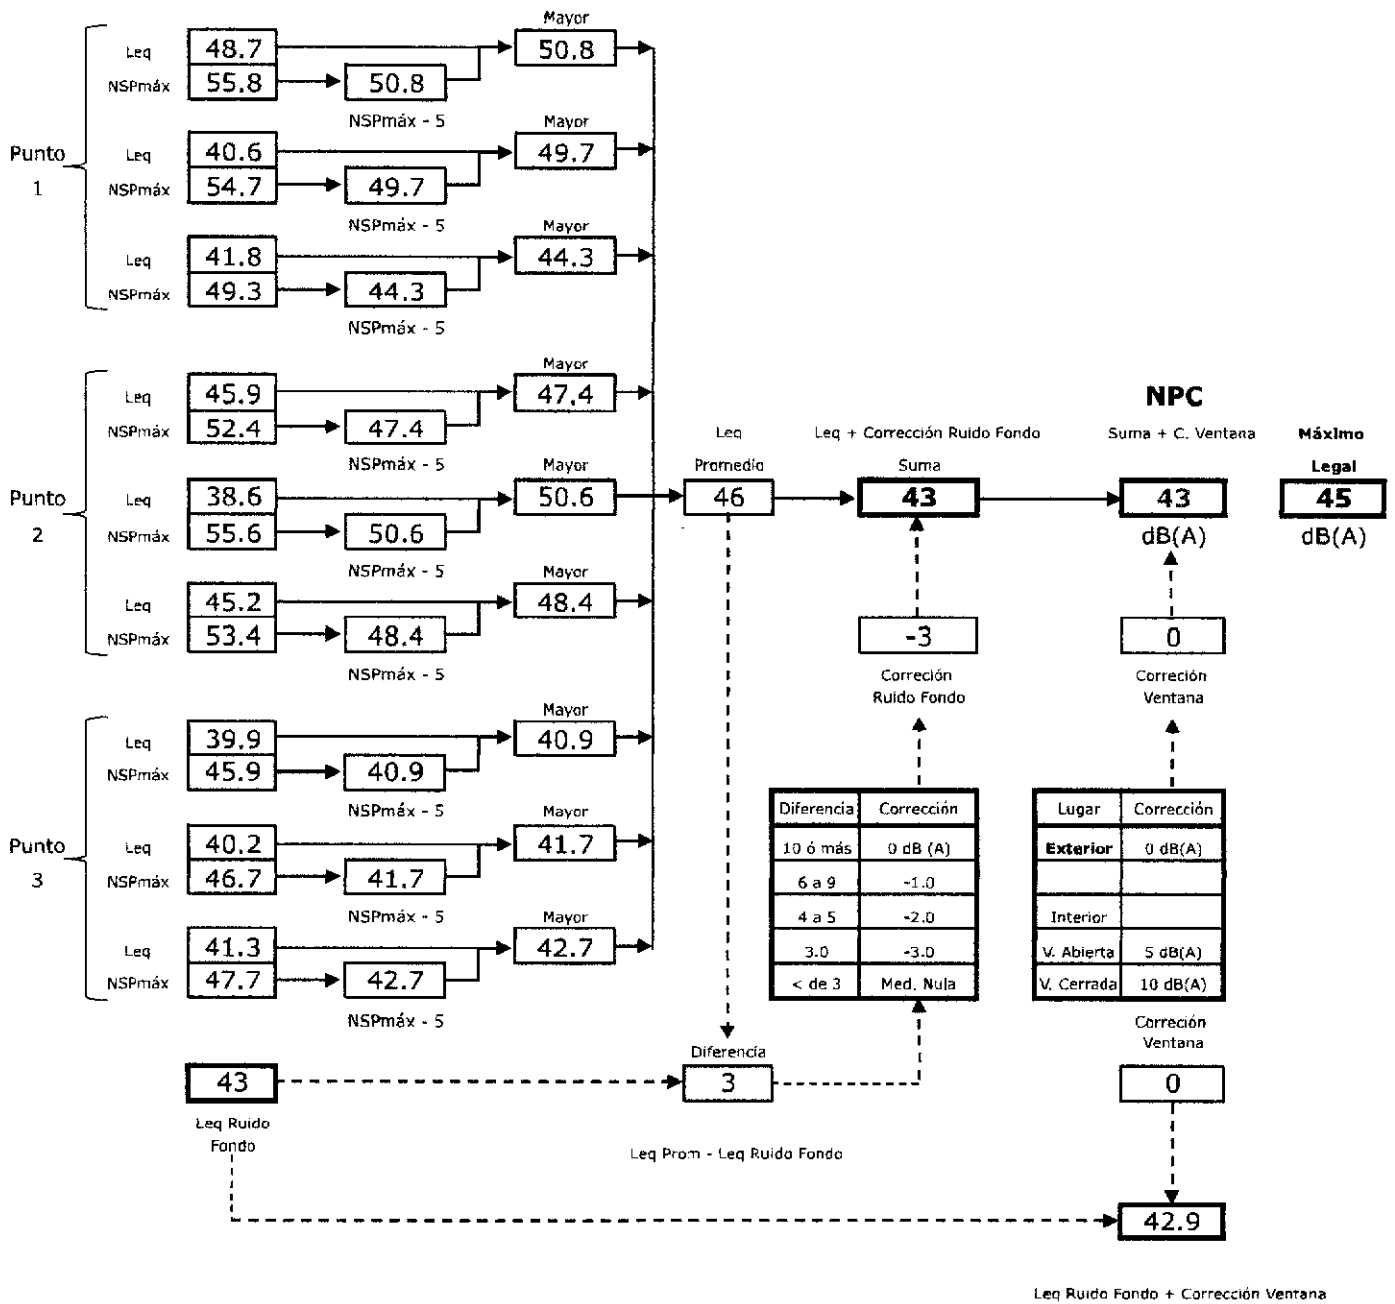 Mayor
Leq 48.7 50.8
NSPmáx 55.8 50.8
NSPmáx - 5
Mayor
Punto 1
Leq 40.6 49.7
NSPmáx 54.7 49.7
NSPmáx - 5
Mayor
Leq 41.8 44.3
NSPmáx 49.3 44.3
NSPmáx - 5
Mayor
Leq 45.9 47.4
NSPmáx 52.4 47.4
NSPmáx - 5
Mayor
Punto 2
Leq 38.6 50.6
NSPmáx 55.6 50.6
NSPmáx - 5
Mayor
Leq 45.2 48.4
NSPmáx 53.4 48.4
NSPmáx - 5
Mayor
Leq 39.9 40.9
NSPmáx 45.9 40.9
NSPmáx - 5
Mayor
Punto 3
Leq 40.2 41.7
NSPmáx 46.7 41.7
NSPmáx - 5
Mayor
Leq 41.3 42.7
NSPmáx 47.7 42.7
NSPmáx - 5
43
Leq Ruido
Fondo
Leq
Promedio
46
Diferencia
3
Leq Prom - Leq Ruido Fondo
Leq + Corrección Ruido Fondo
Suma
43
-3
Correción
Ruido Fondo
Diferencia Corrección
10 ó más 0 dB (A)
6 a 9 -1.0
4 a 5 -2.0
3.0 -3.0
< de 3 Med. Nula
NPC
Suma + C. Ventana
43
dB(A)
0
Correción
Ventana
Lugar Corrección
Exterior 0 dB(A)
Interior
V. Abierta 5 dB(A)
V. Cerrada 10 dB(A)
Correción
Ventana
0
42.9
Leq Ruido Fondo + Corrección Ventana
Máximo
Legal
45
dB(A)